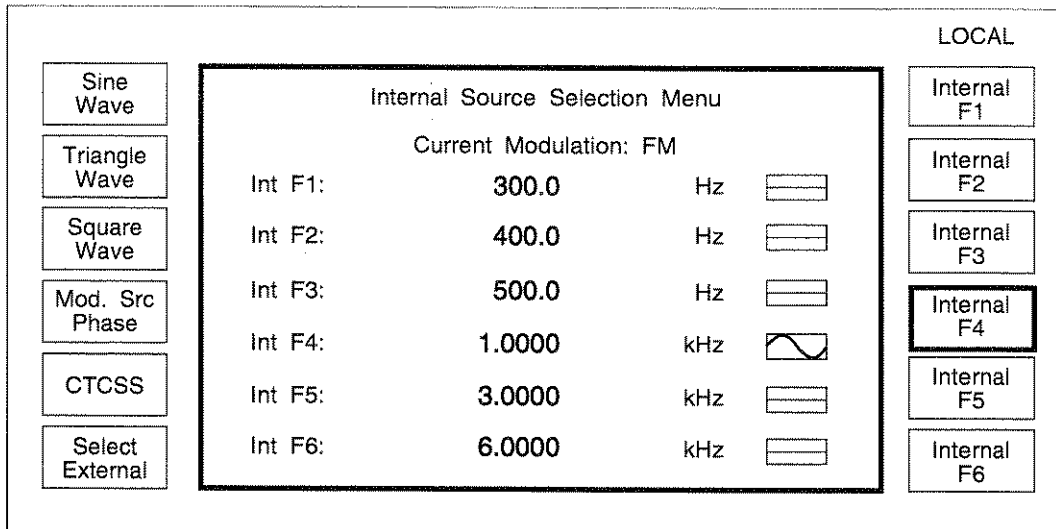 LOCAL
Sine
Wave
Triangle
Wave
Square
Wave
Mod. Src
Phase
CTCSS
Select
External
Internal Source Selection Menu
Current Modulation: FM
Int F1: 300.0 Hz
Int F2: 400.0 Hz
Int F3: 500.0 Hz
Int F4: 1.0000 kHz
Int F5: 3.0000 kHz
Int F6: 6.0000 kHz
Internal
F1
Internal
F2
Internal
F3
Internal
F4
Internal
F5
Internal
F6